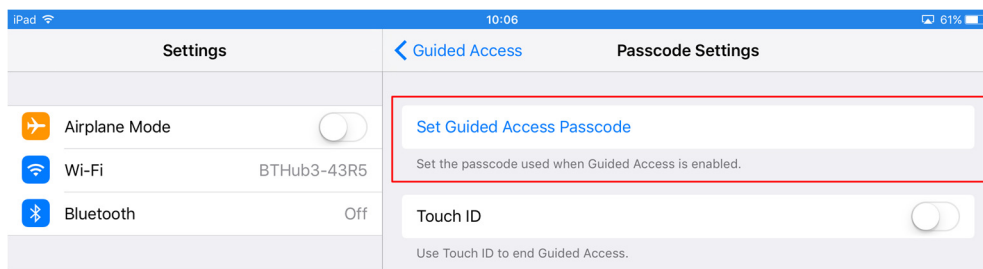 iPad 10:06 61%
Settings
Guided Access Passcode Settings
Airplane Mode
Wi-Fi BTHub3-43R5
Bluetooth Off
Set Guided Access Passcode
Set the passcode used when Guided Access is enabled.
Touch ID
Use Touch ID to end Guided Access.